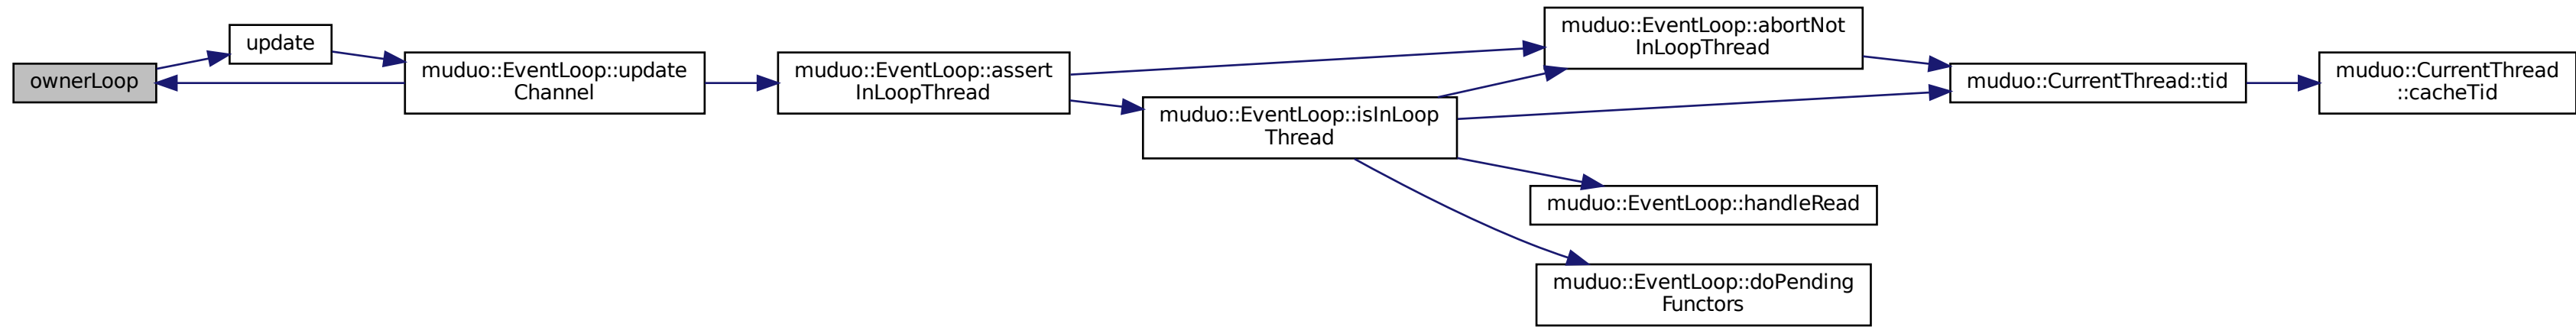 ownerLoop
update
muduo::EventLoop::update
Channel
muduo::EventLoop::assert
InLoopThread
muduo::EventLoop::isInLoop
Thread
muduo::EventLoop::abortNot
InLoopThread
muduo::CurrentThread::tid
muduo::CurrentThread
::cacheTid
muduo::EventLoop::handleRead
muduo::EventLoop::doPending
Functors